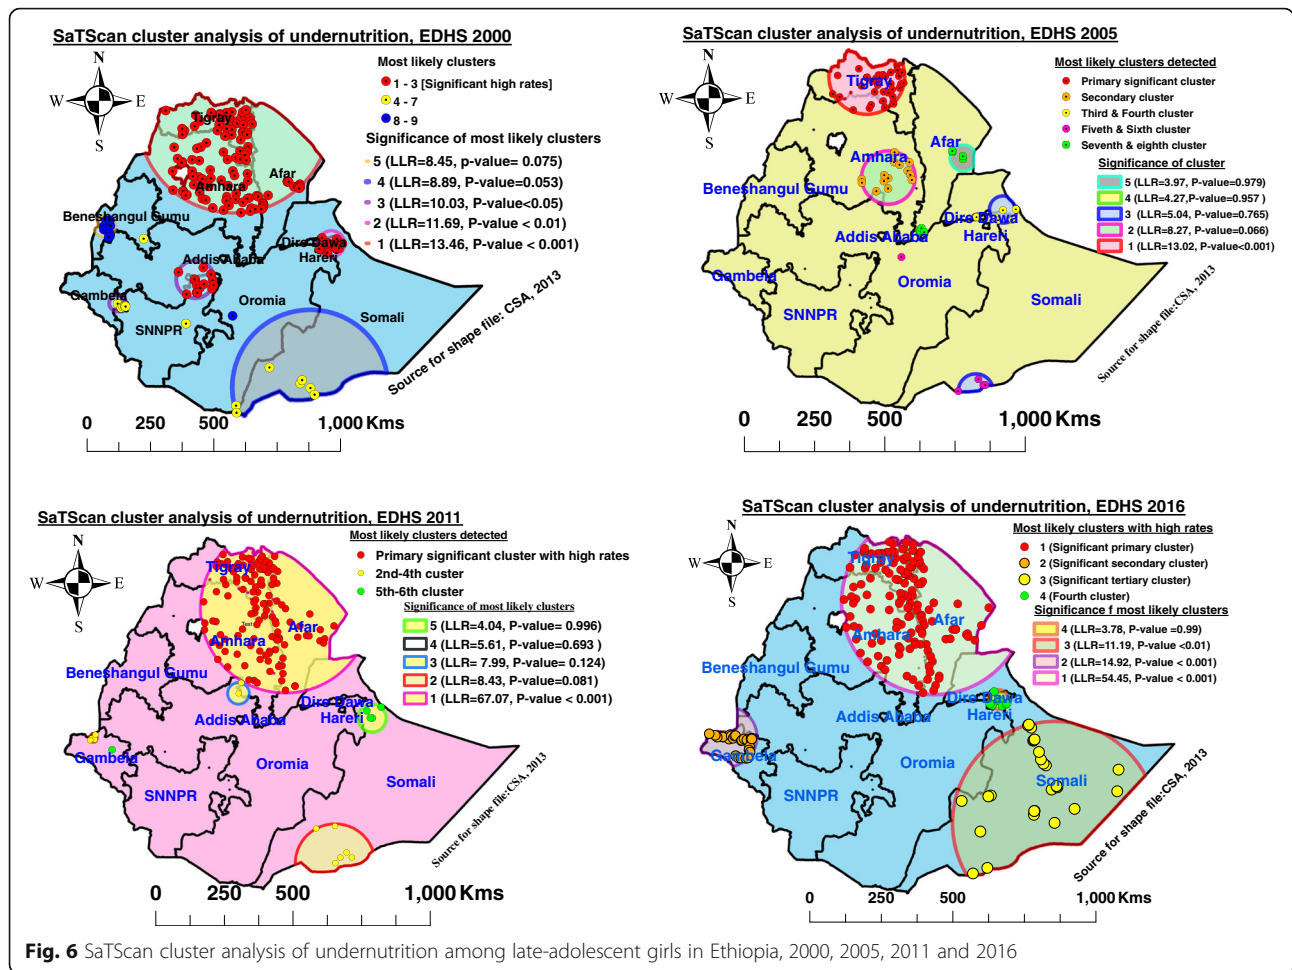 SaTScan cluster analysis of undernutrition, EDHS 2000
N
W
E
S
Most likely clusters
1 - 3 [Significant high rates]
4 - 7
8 - 9
Significance of most likely clusters
5 (LLR=8.45, p-value= 0.075)
4 (LLR=8.89, P-value=0.053)
3 (LLR=10.03, P-value<0.05)
2 (LLR=11.69, P-value < 0.01)
1 (LLR=13.46, P-value < 0.001)
Tigray
Afar
Amhara
Beneshangul Gumu
Dire Dawa
Addis Ababa
Hareri
Gambela
Oromia
Somali
SNNPR
Source for shape file: CSA, 2013
0 250 500 1,000 Kms
SaTScan cluster analysis of undernutrition, EDHS 2005
N
W
E
S
Most likely clusters detected
Primary significant cluster
Secondary cluster
Third & Fourth cluster
Fiveth & Sixth cluster
Seventh & eighth cluster
Significance of cluster
5 (LLR=3.97, P-value=0.979)
4 (LLR=4.27,P-value=0.957 )
3 (LLR=5.04, P-value=0.765)
2 (LLR=8.27, P-value=0.066)
1 (LLR=13.02, P-value<0.001)
Tigray
Afar
Amhara
Beneshangul Gumu
Dire Dawa
Addis Ababa
Hareri
Gambela
Oromia
Somali
SNNPR
Source for shape file: CSA, 2013
0 250 500 1,000 Kms
SaTScan cluster analysis of undernutrition, EDHS 2011
N
W
E
S
Most likely clusters detected
Primary significant cluster with high rates
2nd-4th custer
5th-6th cluster
Significance of most likely clusters
5 (LLR=4.04, P-value= 0.996)
4 (LLR=5.61, P-value=0.693 )
3 (LLR= 7.99, P-value= 0.124)
2 (LLR=8.43, P-value=0.081)
1 (LLR=67.07, P-value < 0.001)
Tigray
Text
Afar
Amhara
Beneshangul Gumu
Dire Dawa
Addis Ababa
Hareri
Gambela
Oromia
Somali
SNNPR
Source for shape file:CSA, 2013
0 250 500 1,000 Kms
SaTScan cluster analysis of undernutrition, EDHS 2016
N
W
E
S
Most likely clusters with high rates
1 (Significant primary cluster)
2 (Significant secondary cluster)
3 (Significant tertiary cluster)
4 (Fourth cluster)
Significance f most likely clusters
4 (LLR=3.78, P-value =0.99)
3 (LLR=11.19, P-value <0.01)
2 (LLR=14.92, P-value < 0.001)
1 (LLR=54.45, P-value < 0.001)
Tigray
Afar
Amhara
Beneshangul Gumu
Dire Dawa
Addis Ababa
Hareri
Gambela
Oromia
Somali
SNNPR
Source for shape file:CSA, 2013
0 250 500 1,000 Kms
Fig. 6 SaTScan cluster analysis of undernutrition among late-adolescent girls in Ethiopia, 2000, 2005, 2011 and 2016